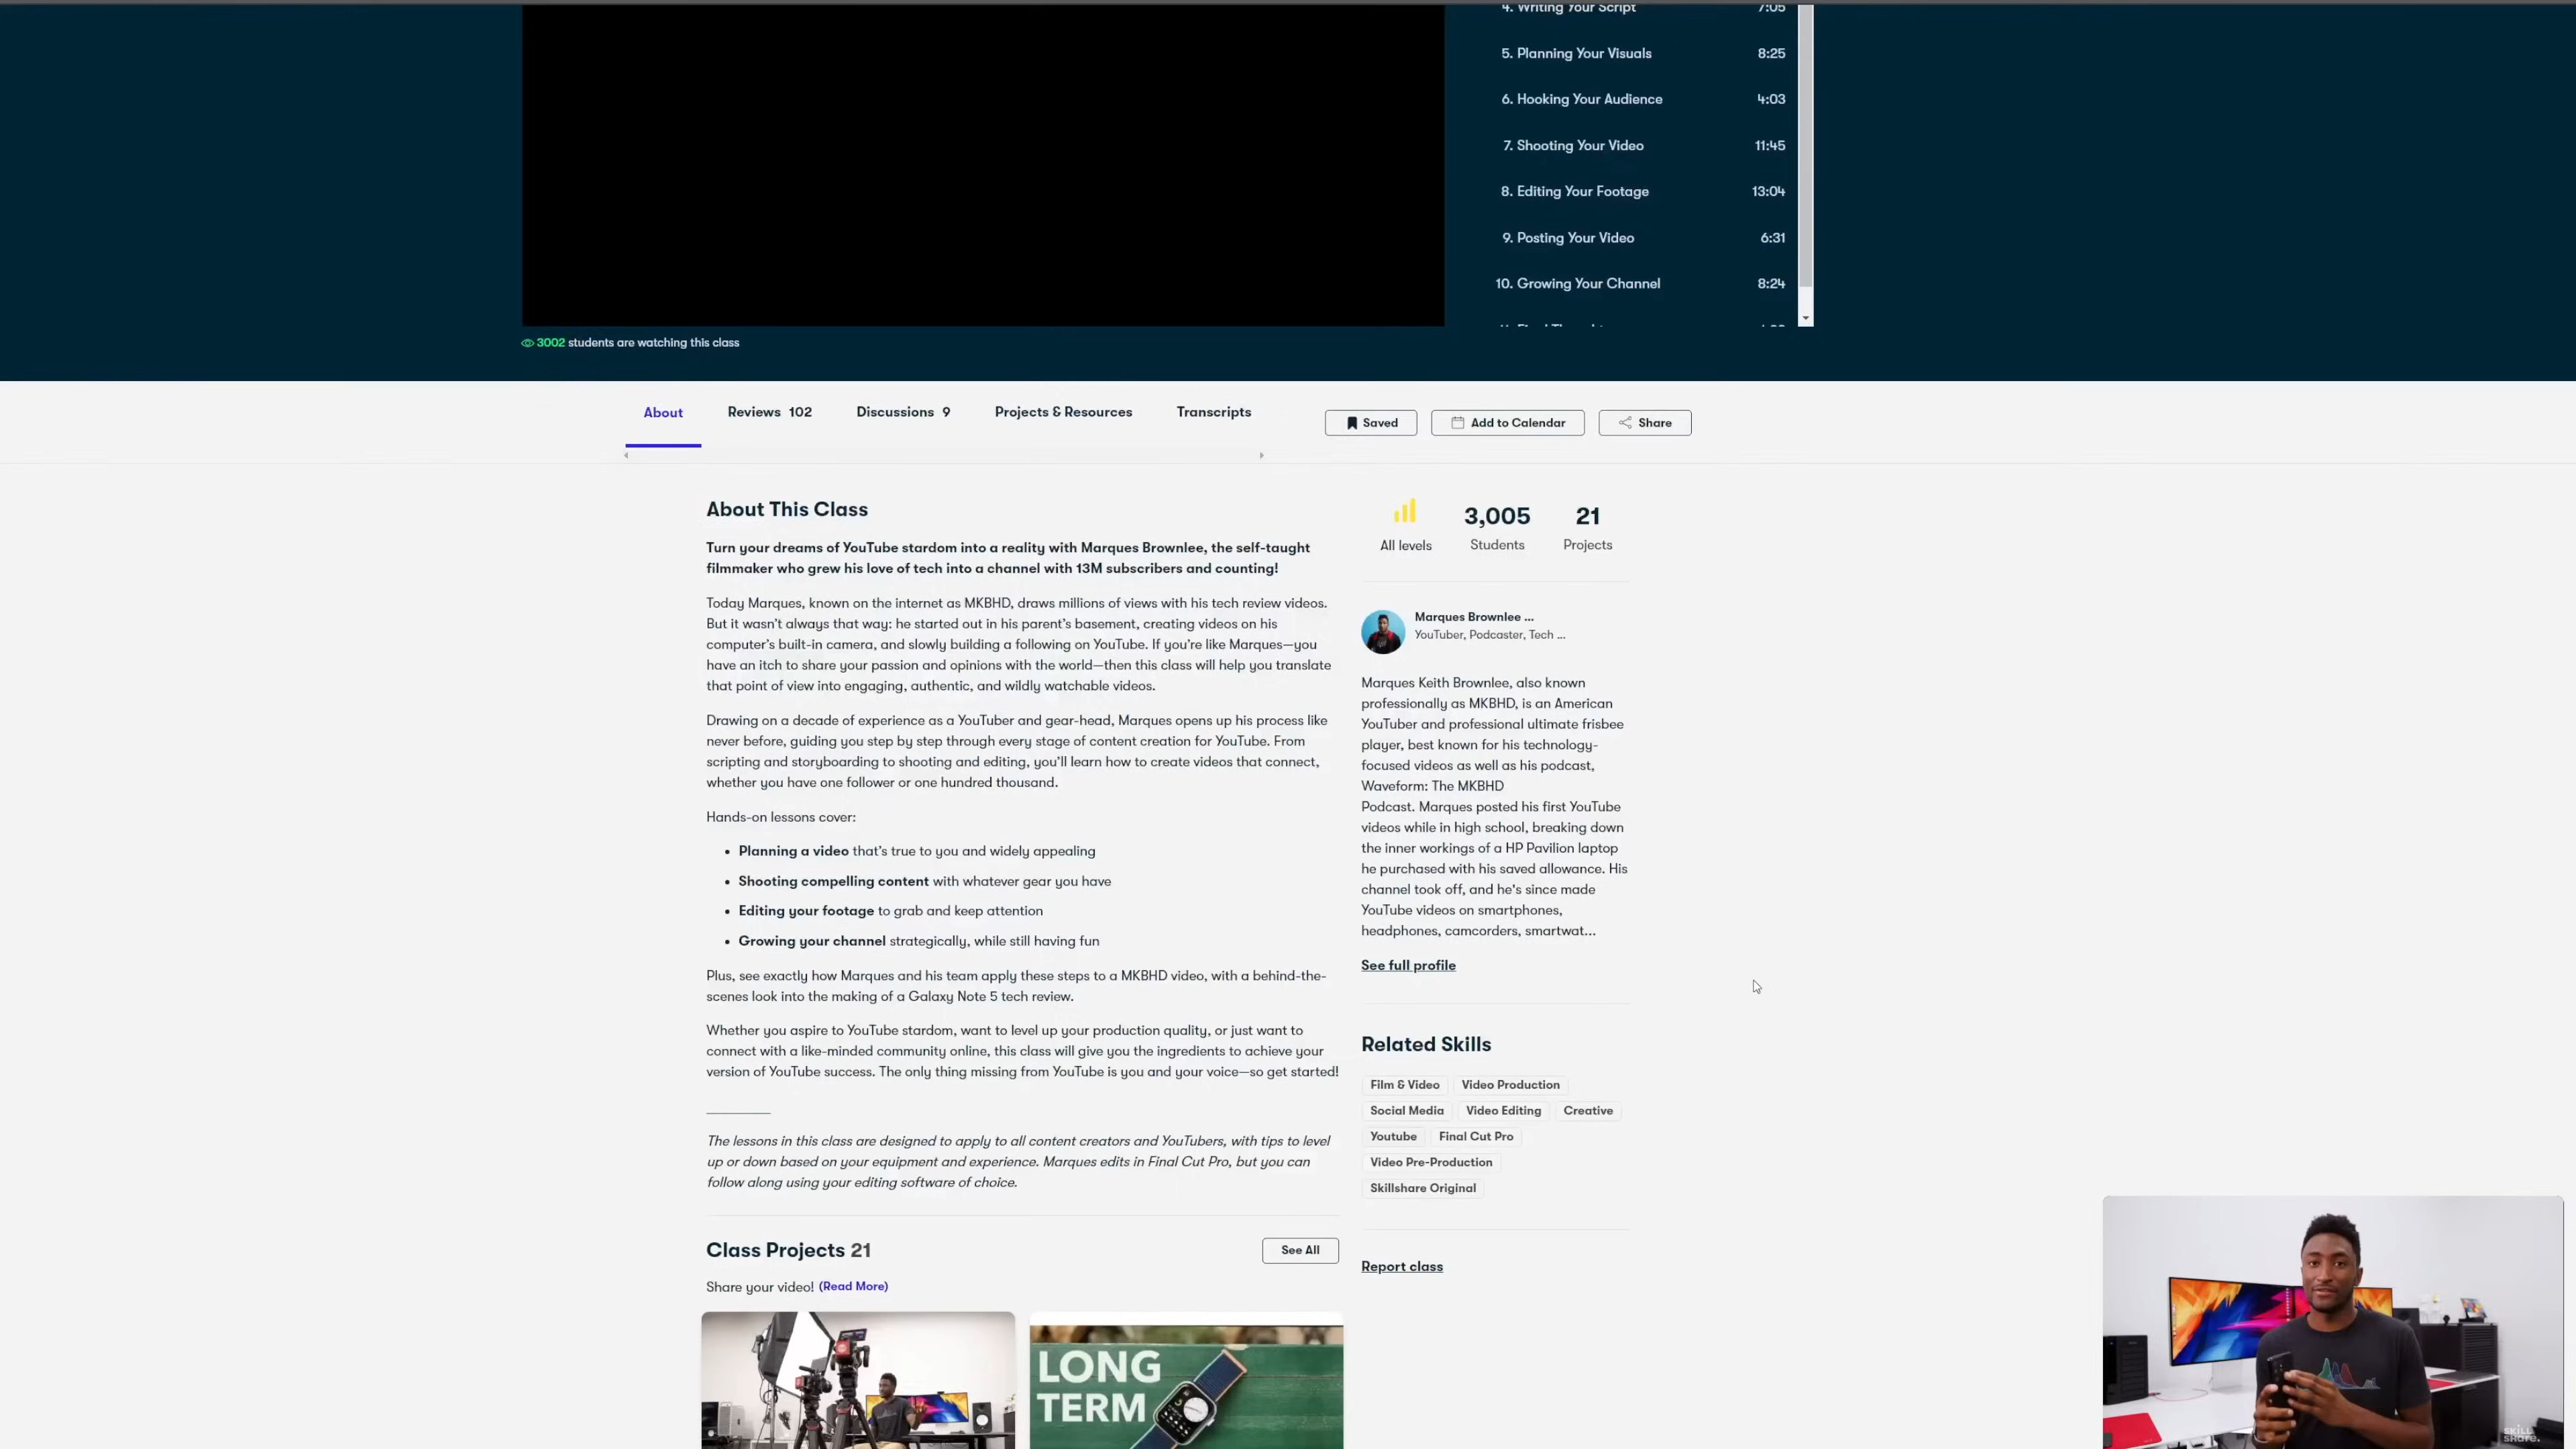 4. Writing Your Script 7:05
5. Planning Your Visuals 8:25
6. Hooking Your Audience 4:03
7. Shooting Your Video 11:45
8. Editing Your Footage 13:04
9. Posting Your Video 6:31
10. Growing Your Channel 8:24
3002 students are watching this class
About Reviews 102 Discussions 9 Projects & Resources Transcripts Saved Add to Calendar Share
About This Class
Turn your dreams of YouTube stardom into a reality with Marques Brownlee, the self-taught
filmmaker who grew his love of tech into a channel with 13M subscribers and counting!
Today Marques, known on the internet as MKBHD, draws millions of views with his tech review videos.
But it wasn't always that way: he started out in his parent's basement, creating videos on his
computer's built-in camera, and slowly building a following on YouTube. If you're like Marques—you
have an itch to share your passion and opinions with the world—then this class will help you translate
that point of view into engaging, authentic, and wildly watchable videos.
Drawing on a decade of experience as a YouTuber and gear-head, Marques opens up his process like
never before, guiding you step by step through every stage of content creation for YouTube. From
scripting and storyboarding to shooting and editing, you'll learn how to create videos that connect,
whether you have one follower or one hundred thousand.
Hands-on lessons cover:
• Planning a video that's true to you and widely appealing
• Shooting compelling content with whatever gear you have
• Editing your footage to grab and keep attention
• Growing your channel strategically, while still having fun
Plus, see exactly how Marques and his team apply these steps to a MKBHD video, with a behind-the-
scenes look into the making of a Galaxy Note 5 tech review.
Whether you aspire to YouTube stardom, want to level up your production quality, or just want to
connect with a like-minded community online, this class will give you the ingredients to achieve your
version of YouTube success. The only thing missing from YouTube is you and your voice—so get started!
The lessons in this class are designed to apply to all content creators and YouTubers, with tips to level
up or down based on your equipment and experience. Marques edits in Final Cut Pro, but you can
follow along using your editing software of choice.
Class Projects 21 See All
Share your video! (Read More)
LONG
TERM
All levels
3,005 Students
21 Projects
Marques Brownlee ...
YouTuber, Podcaster, Tech ...
Marques Keith Brownlee, also known
professionally as MKBHD, is an American
YouTuber and professional ultimate frisbee
player, best known for his technology-
focused videos as well as his podcast,
Waveform: The MKBHD
Podcast. Marques posted his first YouTube
videos while in high school, breaking down
the inner workings of a HP Pavilion laptop
he purchased with his saved allowance. His
channel took off, and he's since made
YouTube videos on smartphones,
headphones, camcorders, smartwat...
See full profile
Related Skills
Film & Video Video Production
Social Media Video Editing Creative
Youtube Final Cut Pro
Video Pre-Production
Skillshare Original
Report class
SKILL
SHARE.